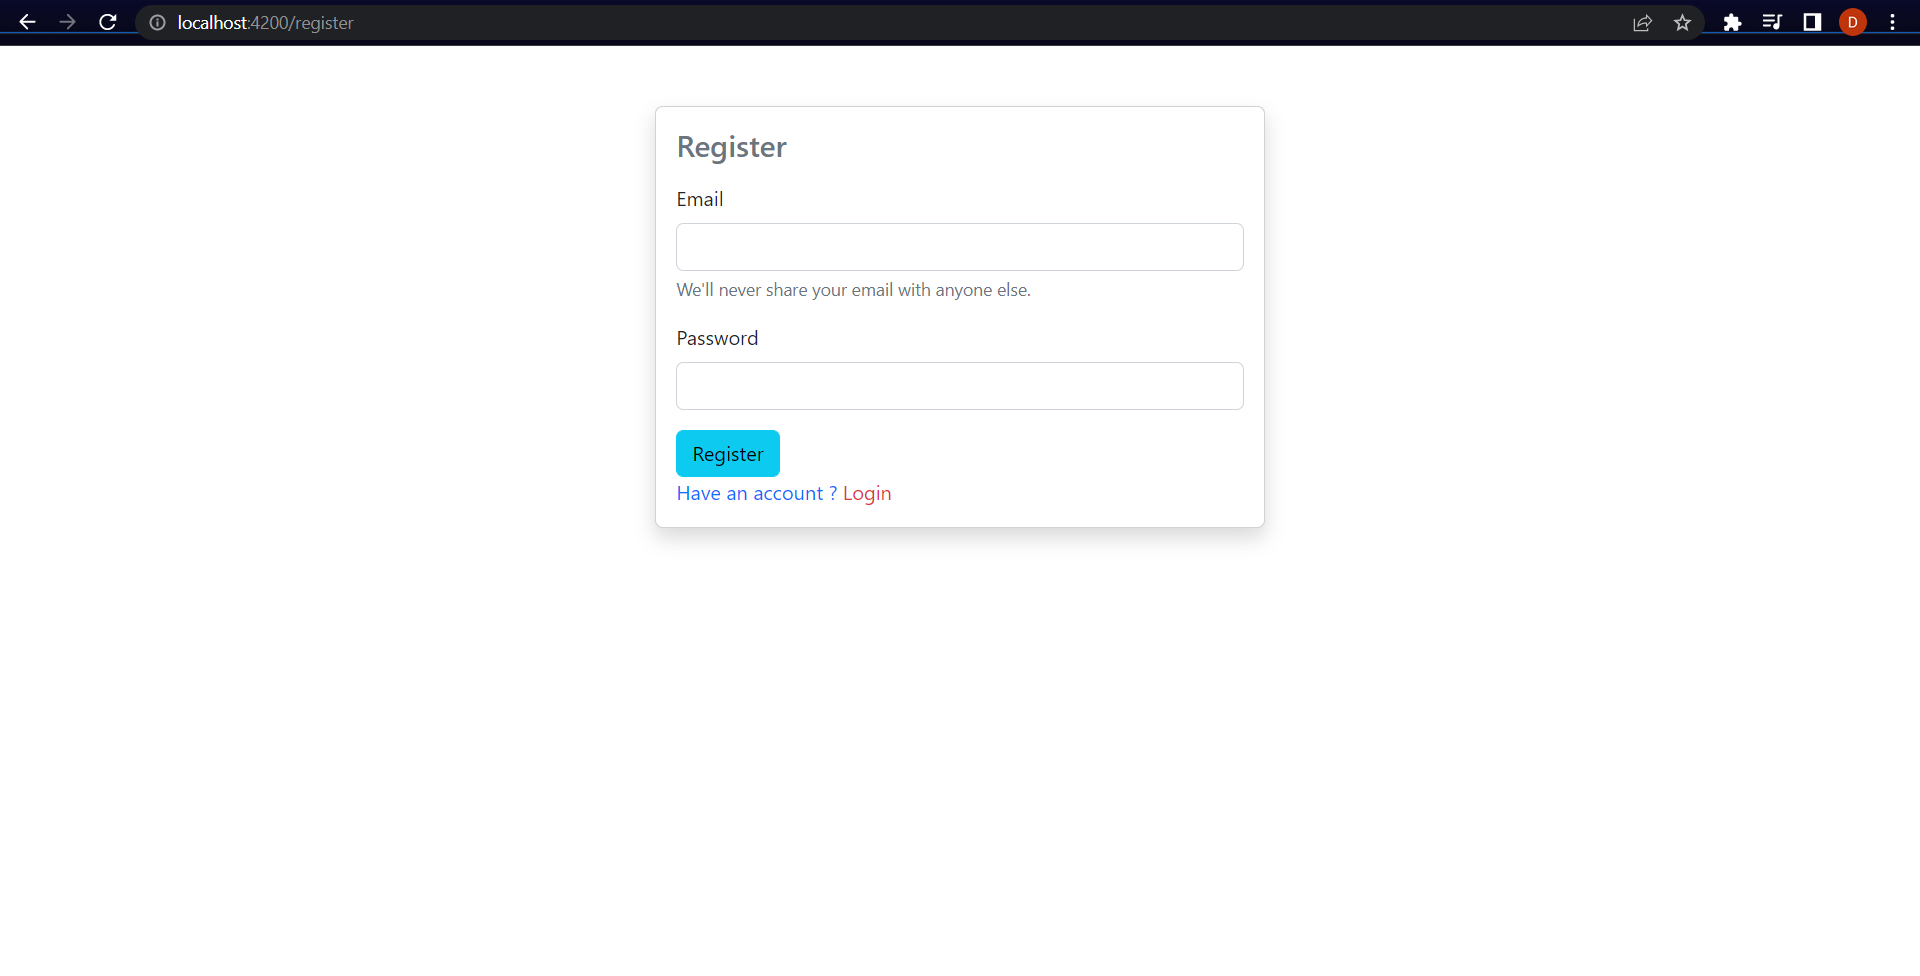 localhost:4200/register
D
Register
Email
We'll never share your email with anyone else.
Password
Register
Have an account ? Login